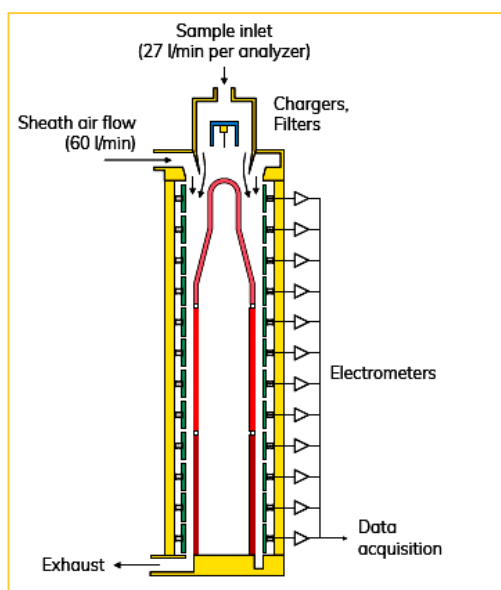 Sample inlet
(27 l/min per analyzer)
Chargers,
Filters
Sheath air flow
(60 l/min)
Electrometers
Data
acquisition
Exhaust